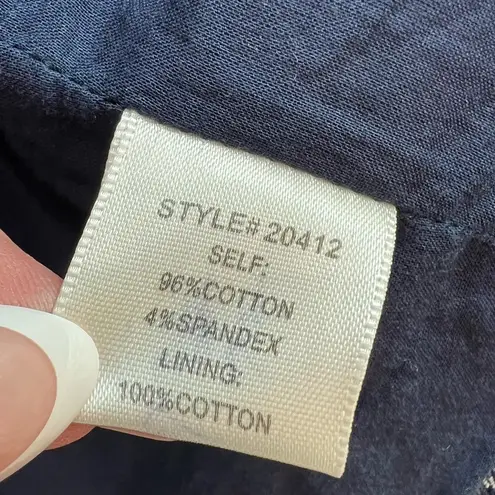 STYLE# 20412
SELF:
96%COTTON
4%SPANDEX
LINING:
100%COTTON